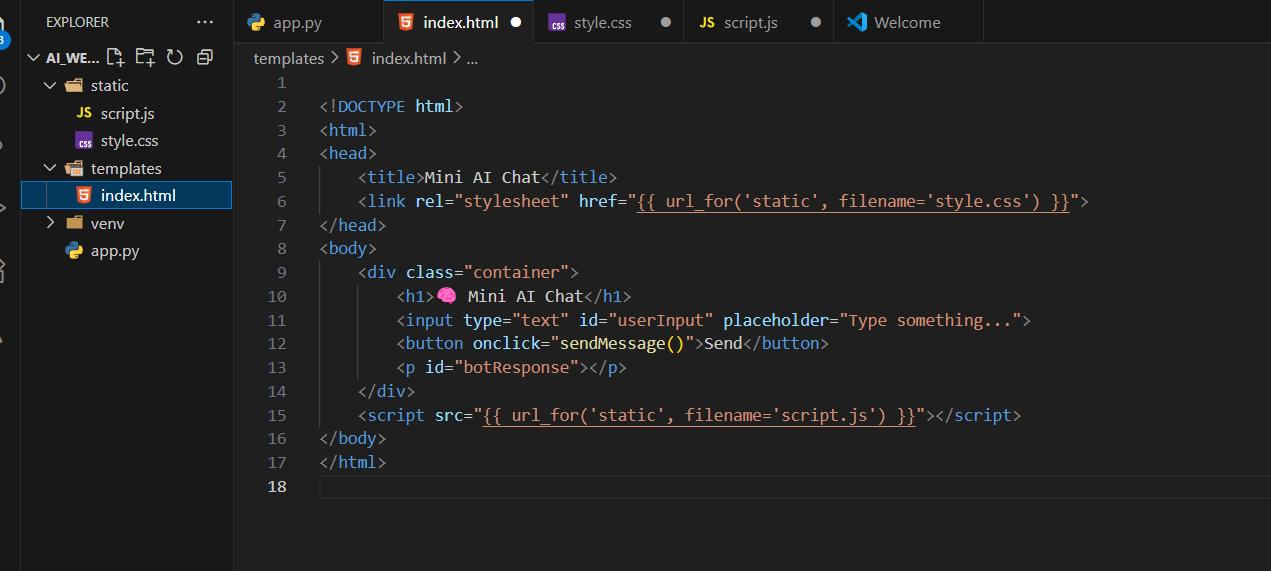 EXPLORER ...
app.py
index.html
style.css
JS script.js
Welcome
3
AI_WE...
static
JS script.js
style.css
templates
index.html
venv
app.py
templates > index.html > ...
1
2 <!DOCTYPE html>
3 <html>
4 <head>
5     <title>Mini AI Chat</title>
6     <link rel="stylesheet" href="{{ url_for('static', filename='style.css') }}">
7 </head>
8 <body>
9     <div class="container">
10         <h1>🧠 Mini AI Chat</h1>
11         <input type="text" id="userInput" placeholder="Type something...">
12         <button onclick="sendMessage()">Send</button>
13         <p id="botResponse"></p>
14     </div>
15     <script src="{{ url_for('static', filename='script.js') }}"></script>
16 </body>
17 </html>
18